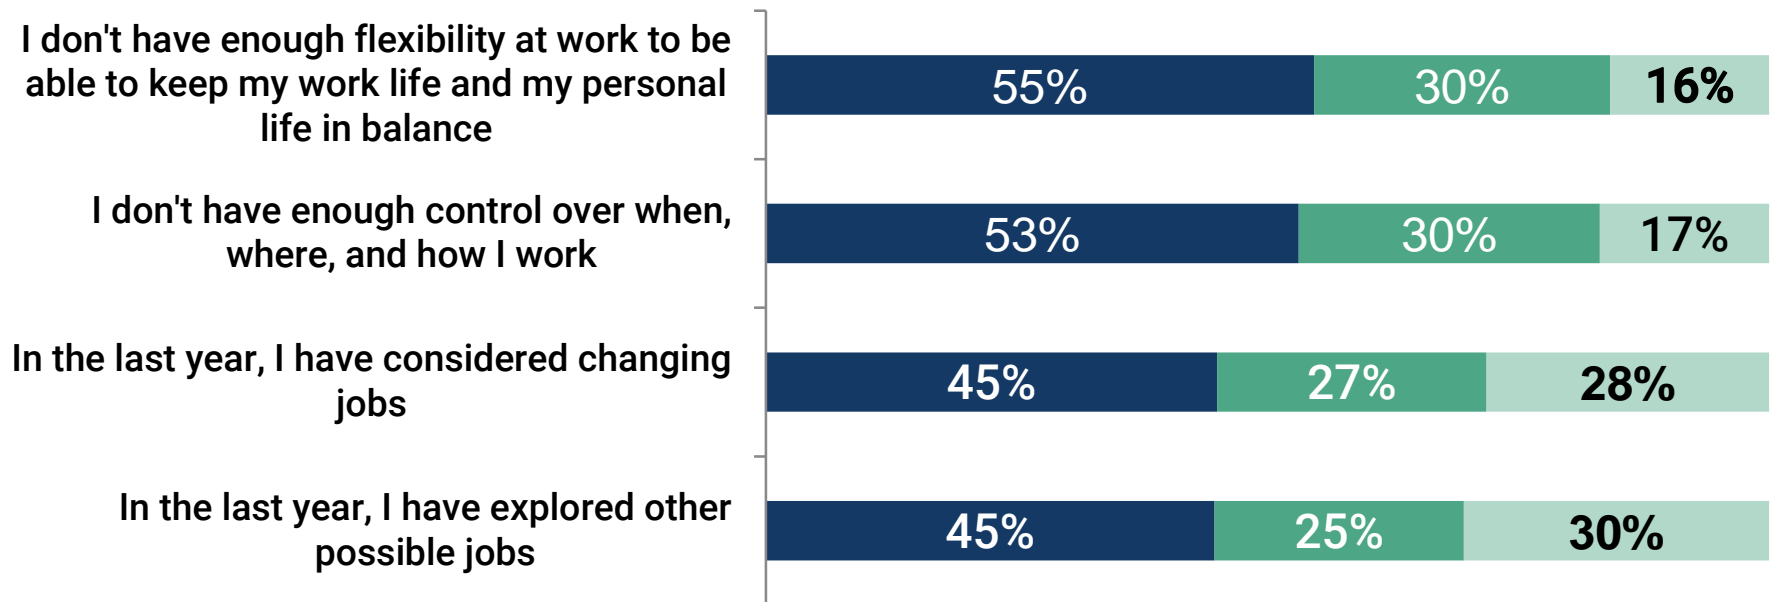 I don't have enough flexibility at work to be
able to keep my work life and my personal
life in balance
55% 30% 16%
I don't have enough control over when,
where, and how I work
53% 30% 17%
In the last year, I have considered changing
jobs
45% 27% 28%
In the last year, I have explored other
possible jobs
45% 25% 30%